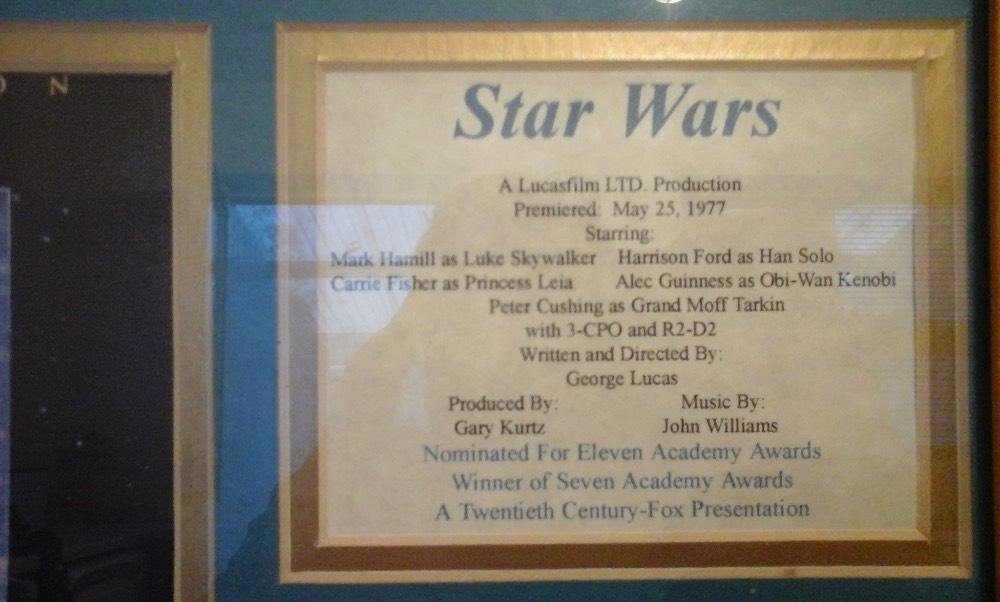 O N
Star Wars
A Lucasfilm LTD. Production
Premiered: May 25, 1977
Starring:
Mark Hamill as Luke Skywalker Harrison Ford as Han Solo
Carrie Fisher as Princess Leia Alec Guinness as Obi-Wan Kenobi
Peter Cushing as Grand Moff Tarkin
with 3-CPO and R2-D2
Written and Directed By:
George Lucas
Produced By: Music By:
Gary Kurtz John Williams
Nominated For Eleven Academy Awards
Winner of Seven Academy Awards
A Twentieth Century-Fox Presentation